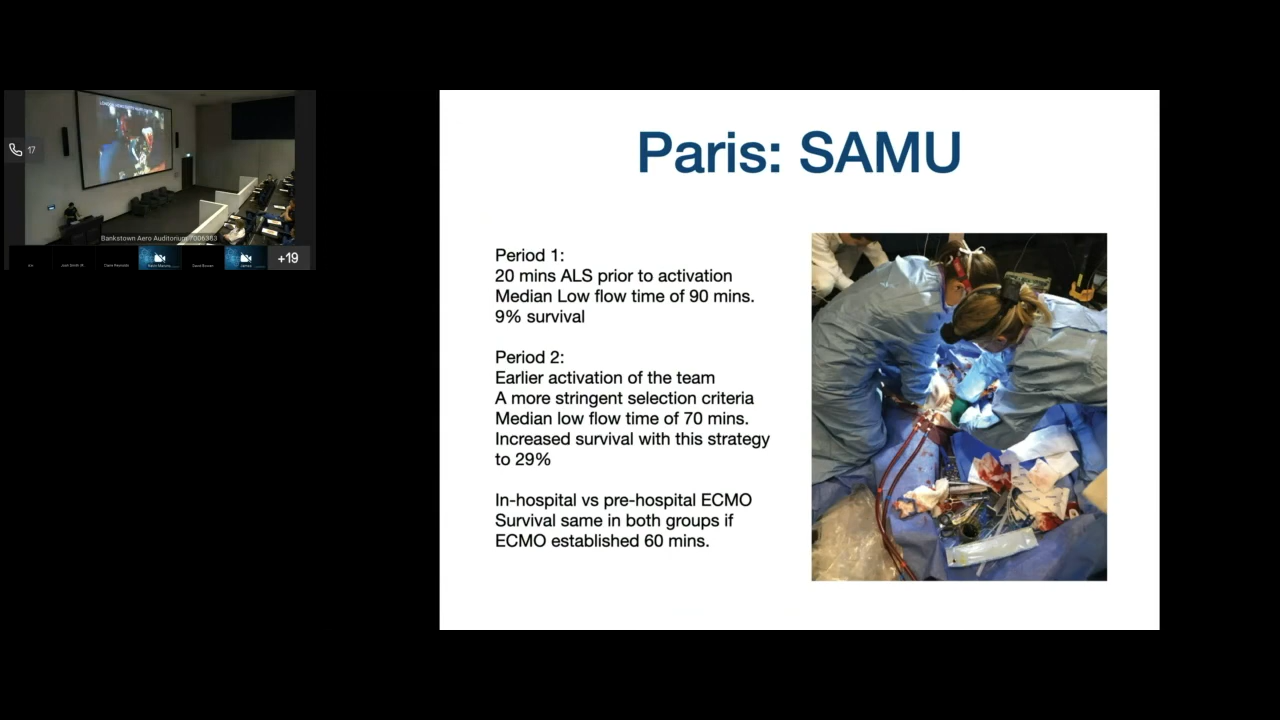 17
Bankstown Aero Auditorium
+19
Paris: SAMU
Period 1:
20 mins ALS prior to activation
Median Low flow time of 90 mins.
9% survival
Period 2:
Earlier activation of the team
A more stringent selection criteria
Median low flow time of 70 mins.
Increased survival with this strategy
to 29%
In-hospital vs pre-hospital ECMO
Survival same in both groups if
ECMO established 60 mins.